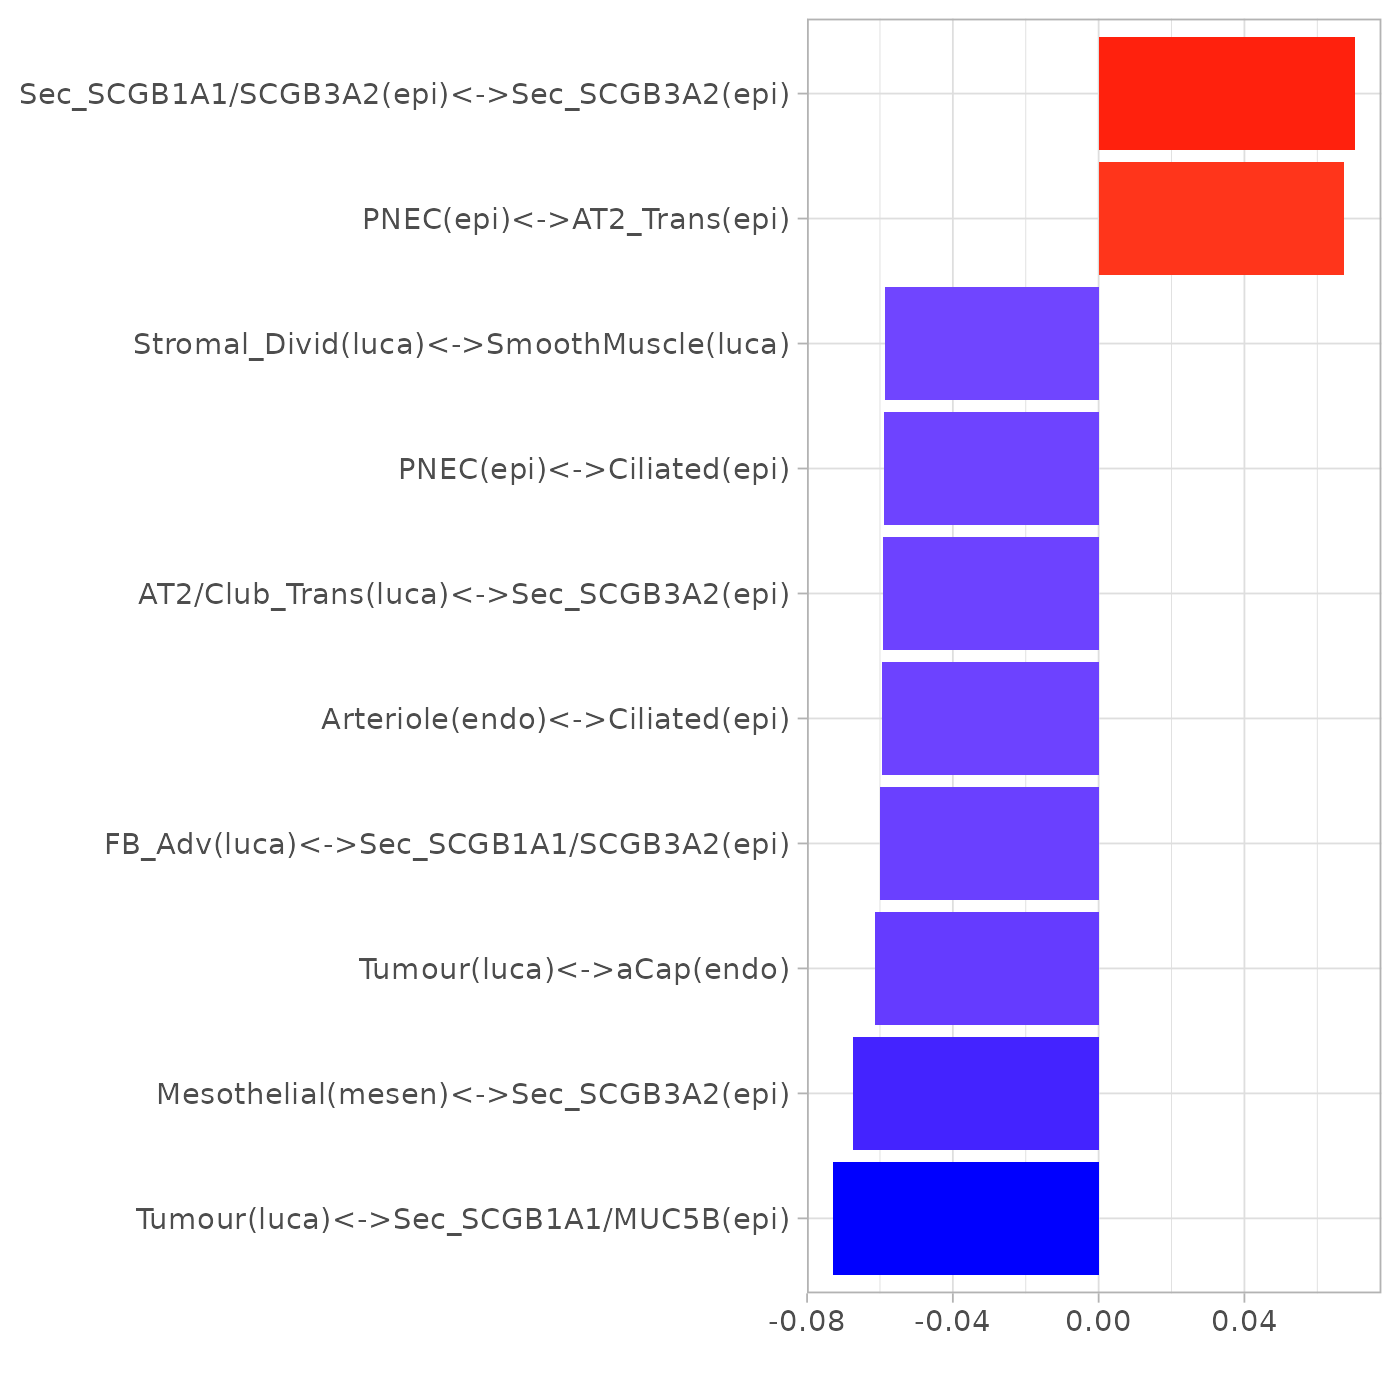 Sec_SCGB1A1/SCGB3A2(epi)<->Sec_SCGB3A2(epi)
PNEC(epi)<->AT2_Trans(epi)
Stromal_Divid(luca)<->SmoothMuscle(luca)
PNEC(epi)<->Ciliated(epi)
AT2/Club_Trans(luca)<->Sec_SCGB3A2(epi)
Arteriole(endo)<->Ciliated(epi)
FB_Adv(luca)<->Sec_SCGB1A1/SCGB3A2(epi)
Tumour(luca)<->aCap(endo)
Mesothelial(mesen)<->Sec_SCGB3A2(epi)
Tumour(luca)<->Sec_SCGB1A1/MUC5B(epi)
-0.08 -0.04 0.00 0.04